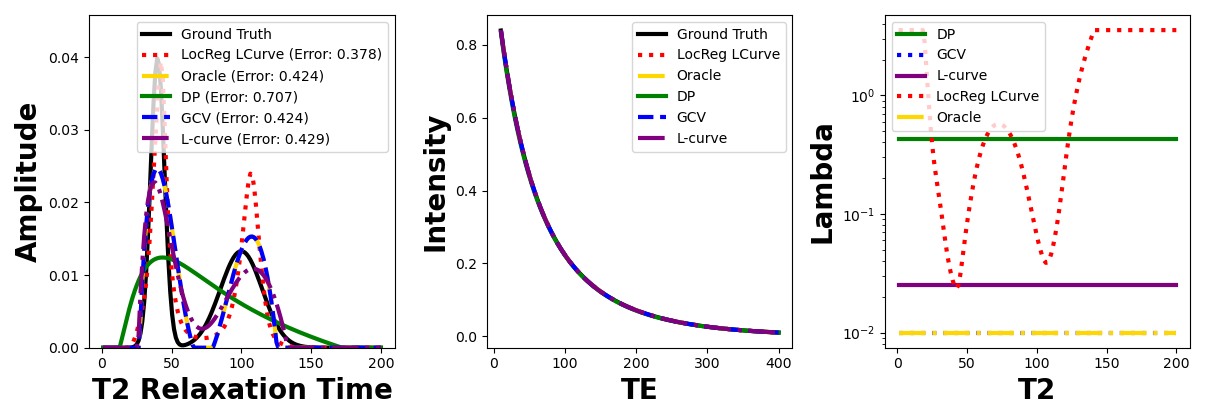 Amplitude
0.04
0.03
0.02
0.01
0.00
0
50
100
150
200
T2 Relaxation Time
Ground Truth
LocReg LCurve (Error: 0.378)
Oracle (Error: 0.424)
DP (Error: 0.707)
GCV (Error: 0.424)
L-curve (Error: 0.429)
Intensity
0.8
0.6
0.4
0.2
0.0
0
100
200
300
400
TE
Ground Truth
LocReg LCurve
Oracle
DP
GCV
L-curve
Lambda
10⁰
10⁻¹
10⁻²
0
50
100
150
200
T2
DP
GCV
L-curve
LocReg LCurve
Oracle